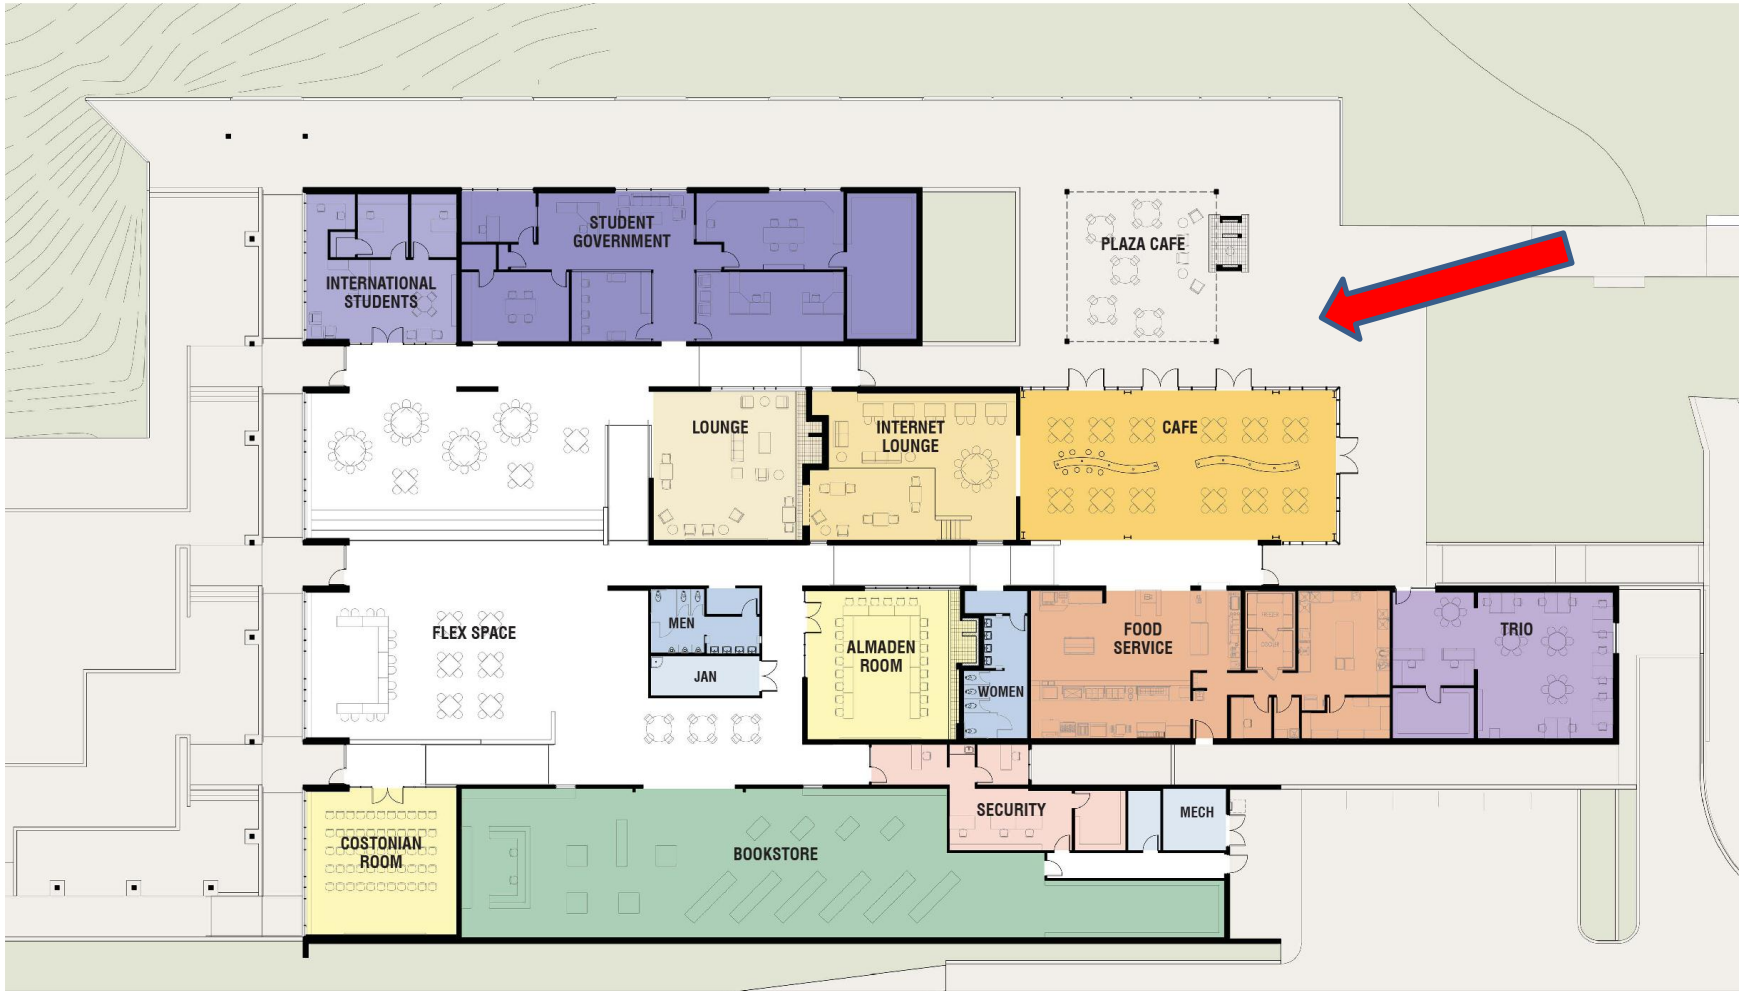 STUDENT
GOVERNMENT
PLAZA CAFE
INTERNATIONAL
STUDENTS
LOUNGE
INTERNET
LOUNGE
CAFE
FLEX SPACE
MEN
JAN
ALMADEN
ROOM
WOMEN
FOOD
SERVICE
TRIO
COSTONIAN
ROOM
BOOKSTORE
SECURITY
MECH